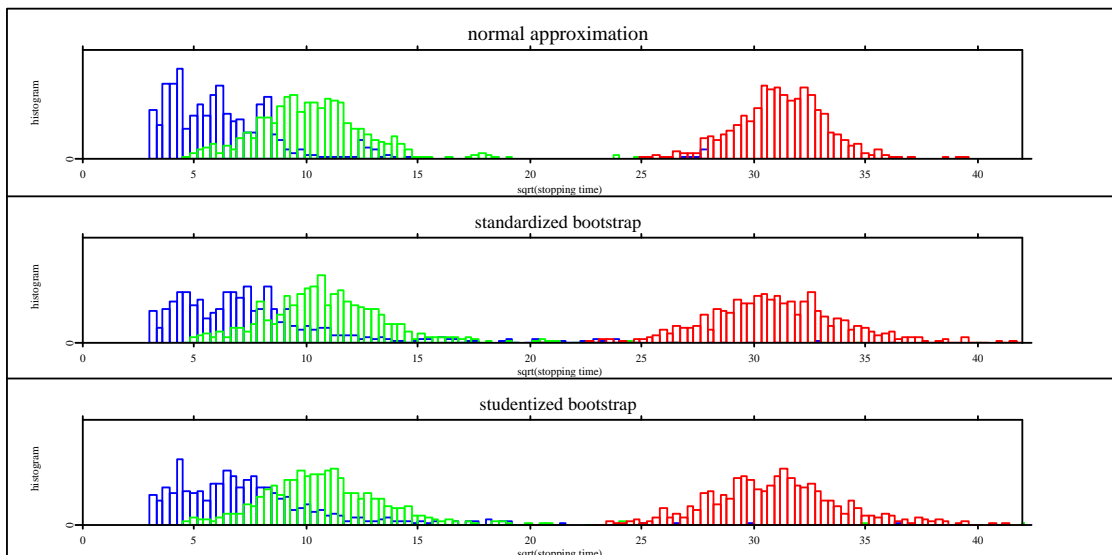 normal approximation
histogram
0
0 5 10 15 20 25 30 35 40
sqrt(stopping time)
standardized bootstrap
histogram
0
0 5 10 15 20 25 30 35 40
sqrt(stopping time)
studentized bootstrap
histogram
0
0 5 10 15 20 25 30 35 40
sqrt(stopping time)